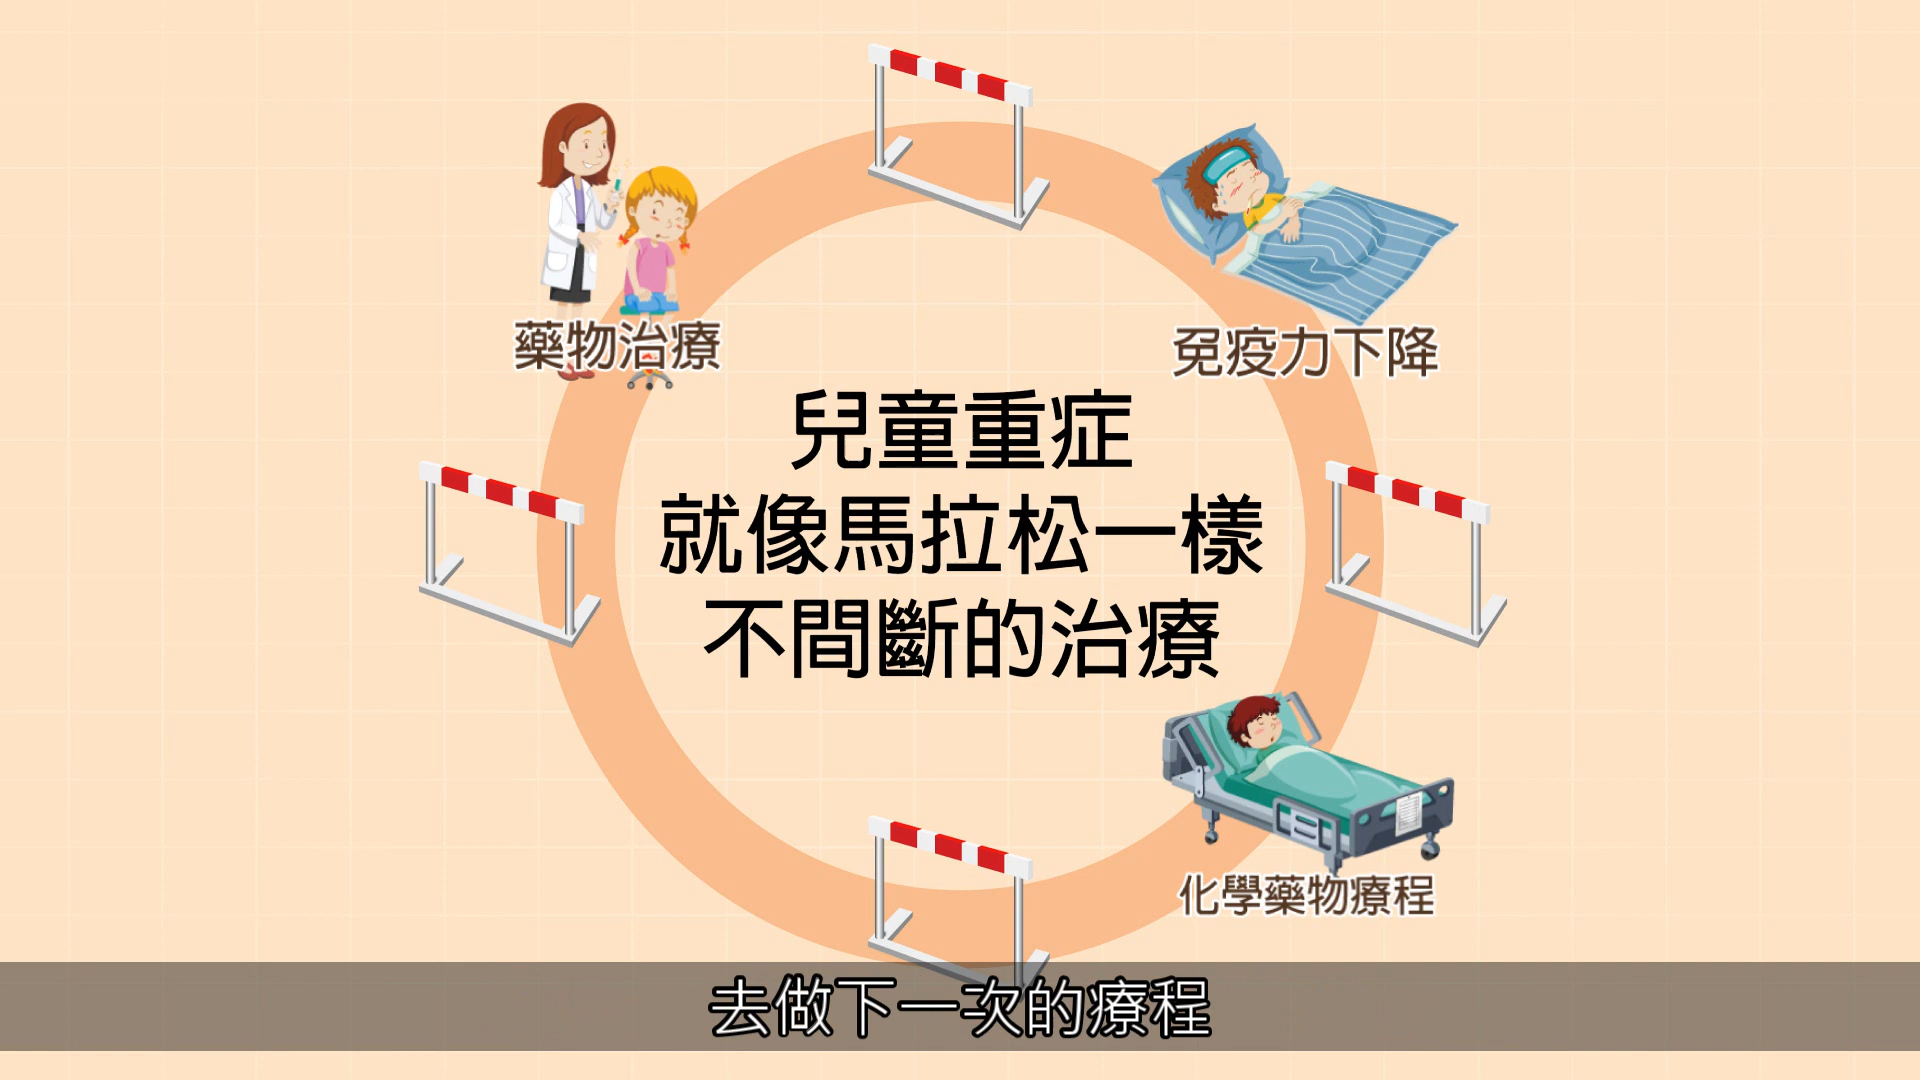 藥物治療
免疫力下降
兒童重症
就像馬拉松一樣
不間斷的治療
化學藥物療程
去做下一次的療程